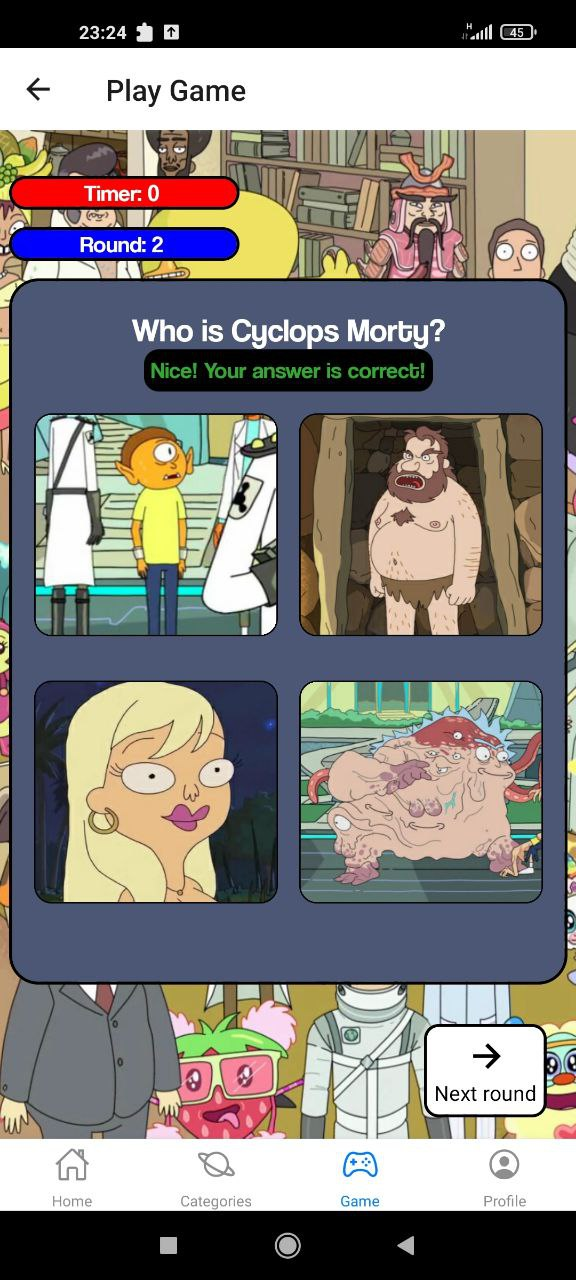 23:24
H
45
Play Game
Timer: 0
Round: 2
Who is Cyclops Morty?
Nice! Your answer is correct!
Next round
Home
Categories
Game
Profile